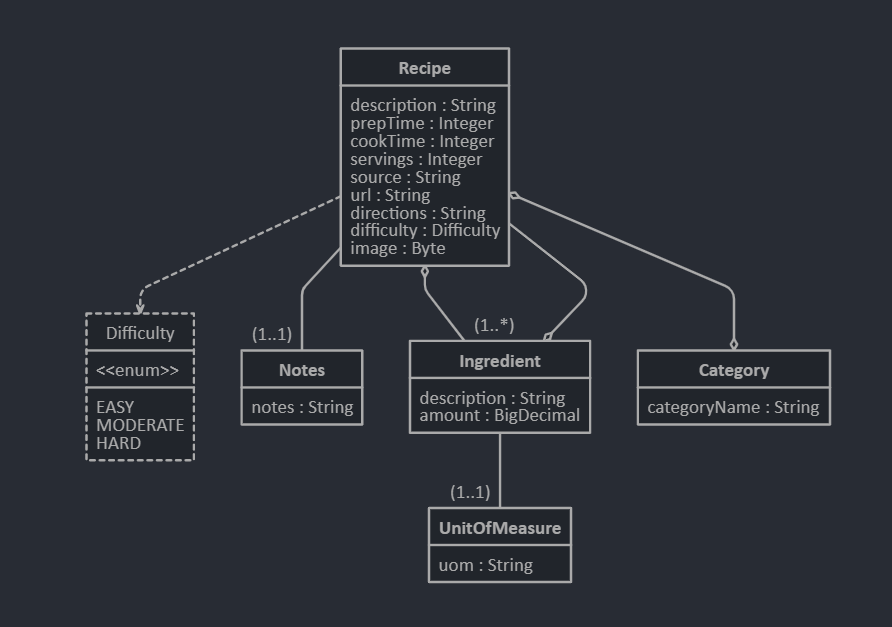 Recipe
description : String
prepTime : Integer
cookTime : Integer
servings : Integer
source : String
url : String
directions : String
difficulty : Difficulty
image : Byte
Difficulty
<<enum>>
EASY
MODERATE
HARD
(1..1)
Notes
notes : String
(1..*)
Ingredient
description : String
amount : BigDecimal
Category
categoryName : String
(1..1)
UnitOfMeasure
uom : String